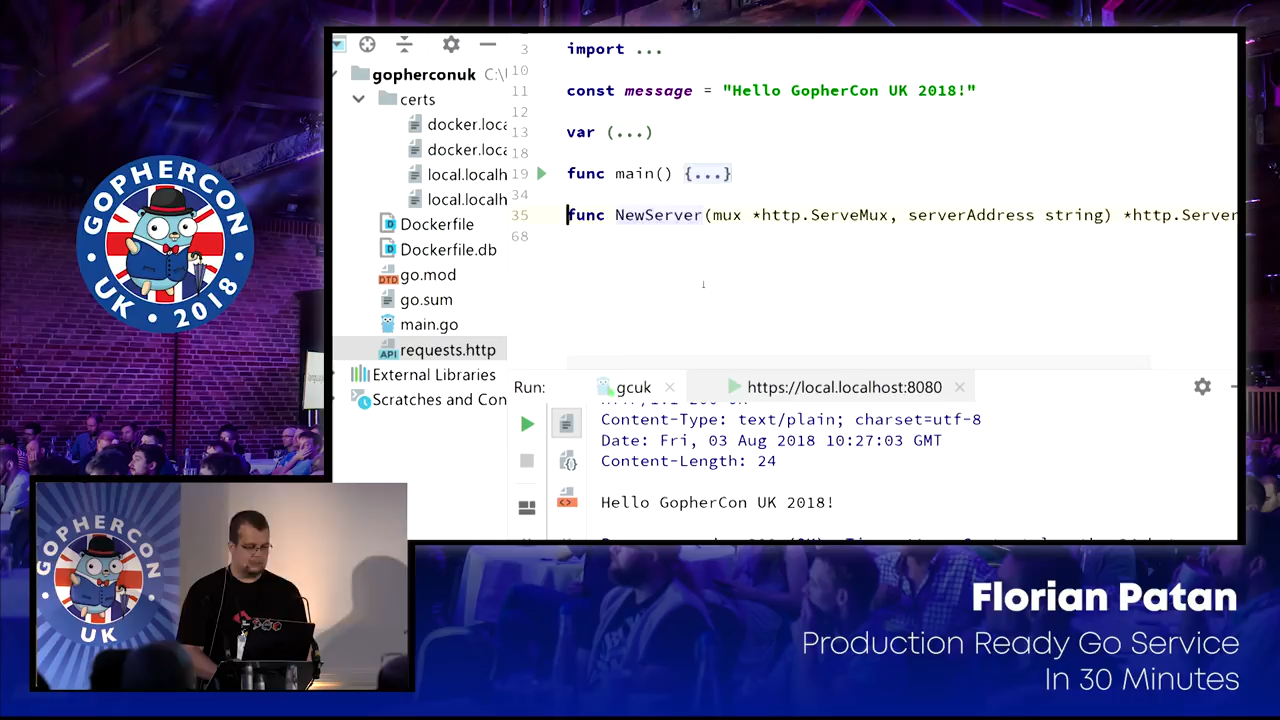 GOPHERCON
UK • 2018
gopherconuk
certs
docker.loca
docker.loca
local.localh
local.localh
Dockerfile
Dockerfile.db
go.mod
go.sum
main.go
requests.http
External Libraries
Scratches and Con
3 import ...
10
11 const message = "Hello GopherCon UK 2018!"
12
13 var (...)
18
19 func main() {...}
34
35 func NewServer(mux *http.ServeMux, serverAddress string) *http.Server
68
Run: gcuk https://local.localhost:8080
Content-Type: text/plain; charset=utf-8
Date: Fri, 03 Aug 2018 10:27:03 GMT
Content-Length: 24
Hello GopherCon UK 2018!
GOPHERCON
UK
Florian Patan
Production Ready Go Service
In 30 Minutes